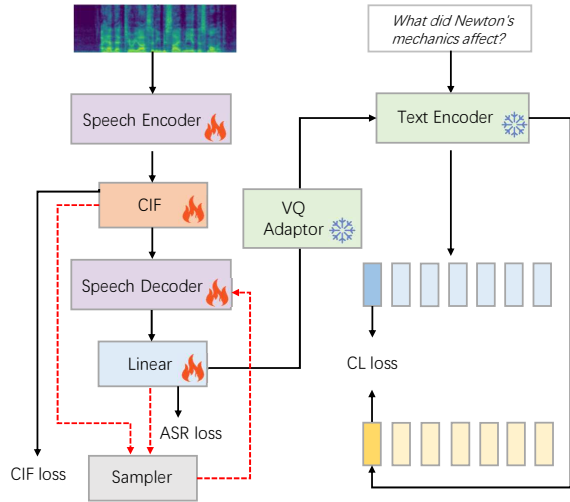 What did Newton's
mechanics affect?
Speech Encoder
Text Encoder
CIF
VQ
Adaptor
Speech Decoder
Linear
CL loss
ASR loss
CIF loss
Sampler